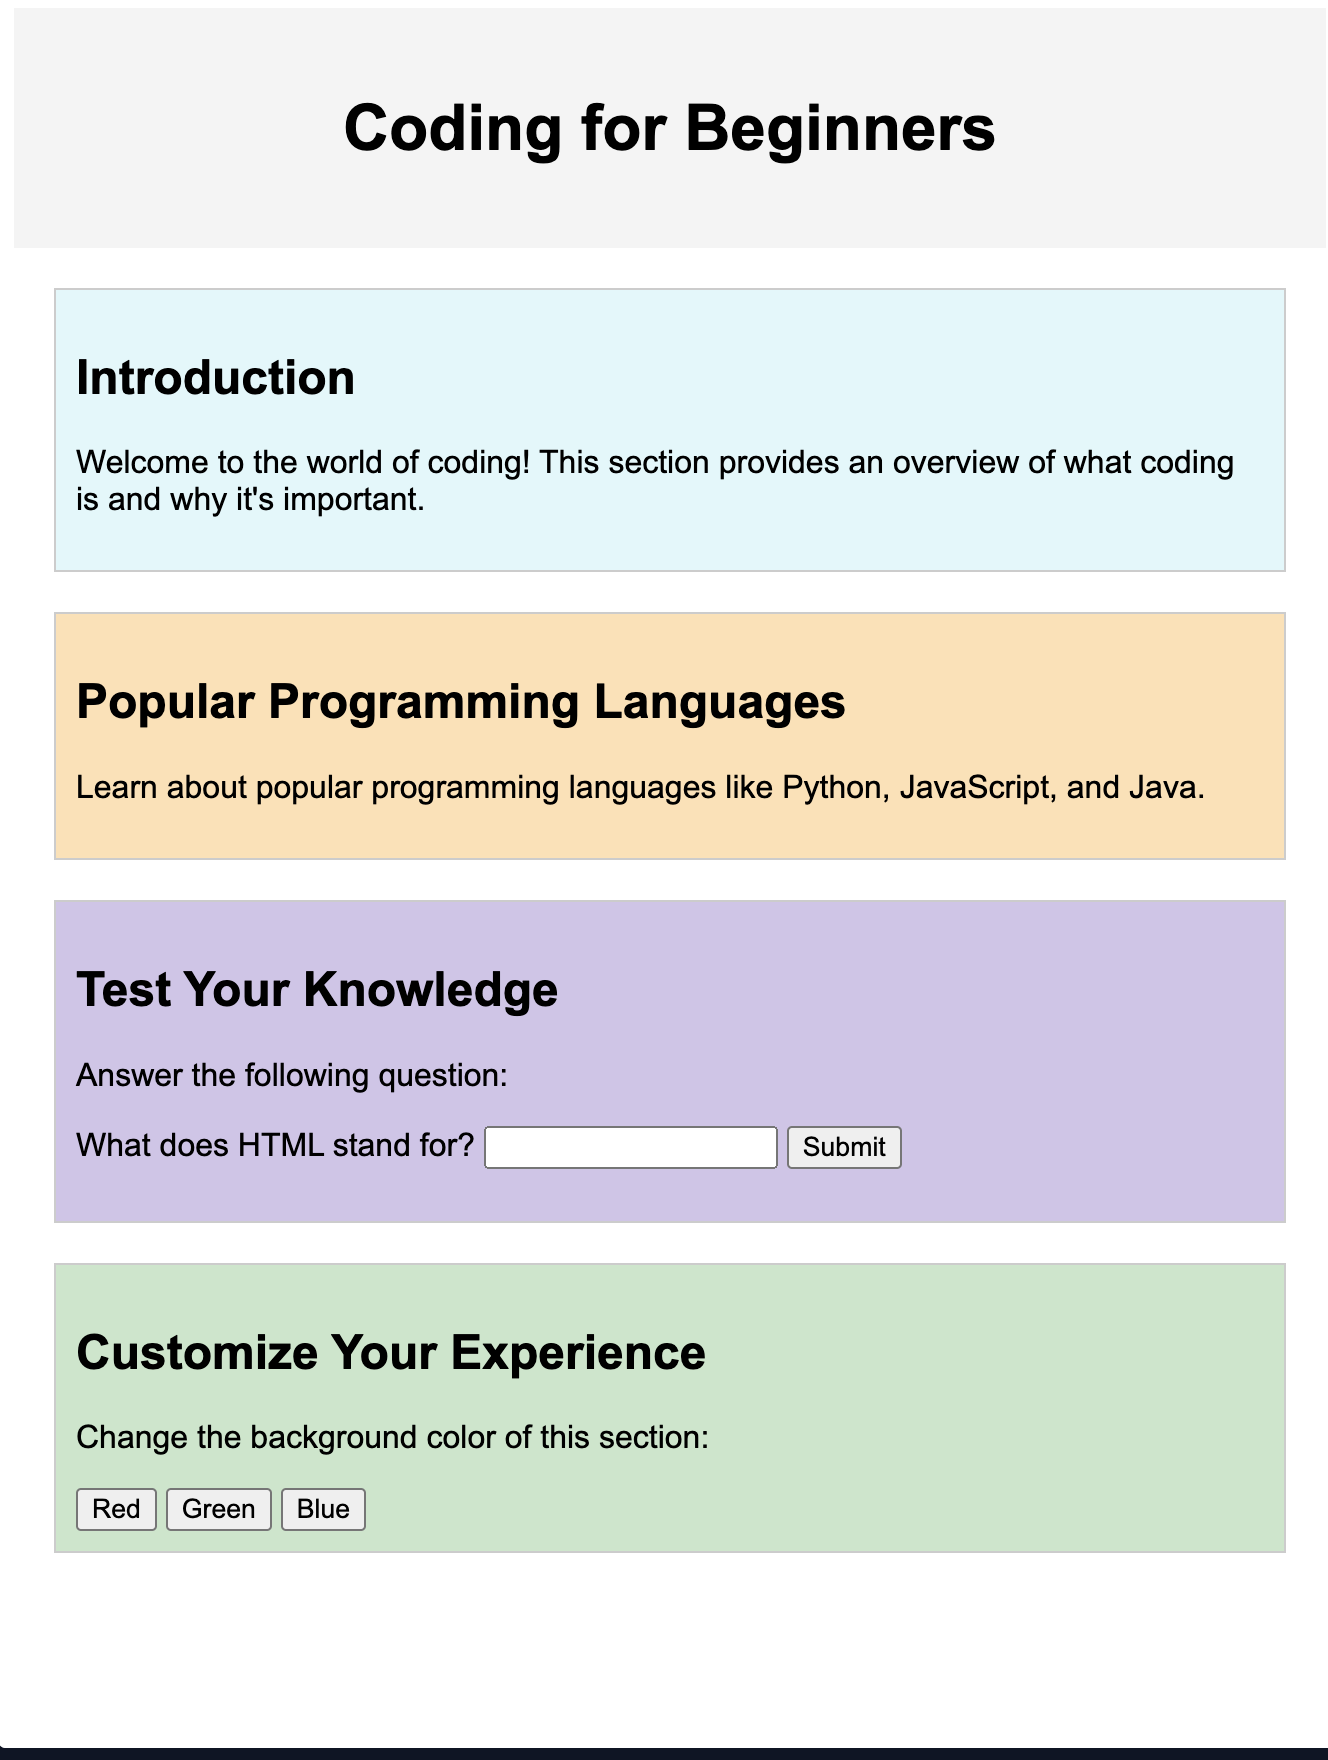 Coding for Beginners
Introduction
Welcome to the world of coding! This section provides an overview of what coding
is and why it's important.
Popular Programming Languages
Learn about popular programming languages like Python, JavaScript, and Java.
Test Your Knowledge
Answer the following question:
What does HTML stand for? Submit
Customize Your Experience
Change the background color of this section:
Red Green Blue